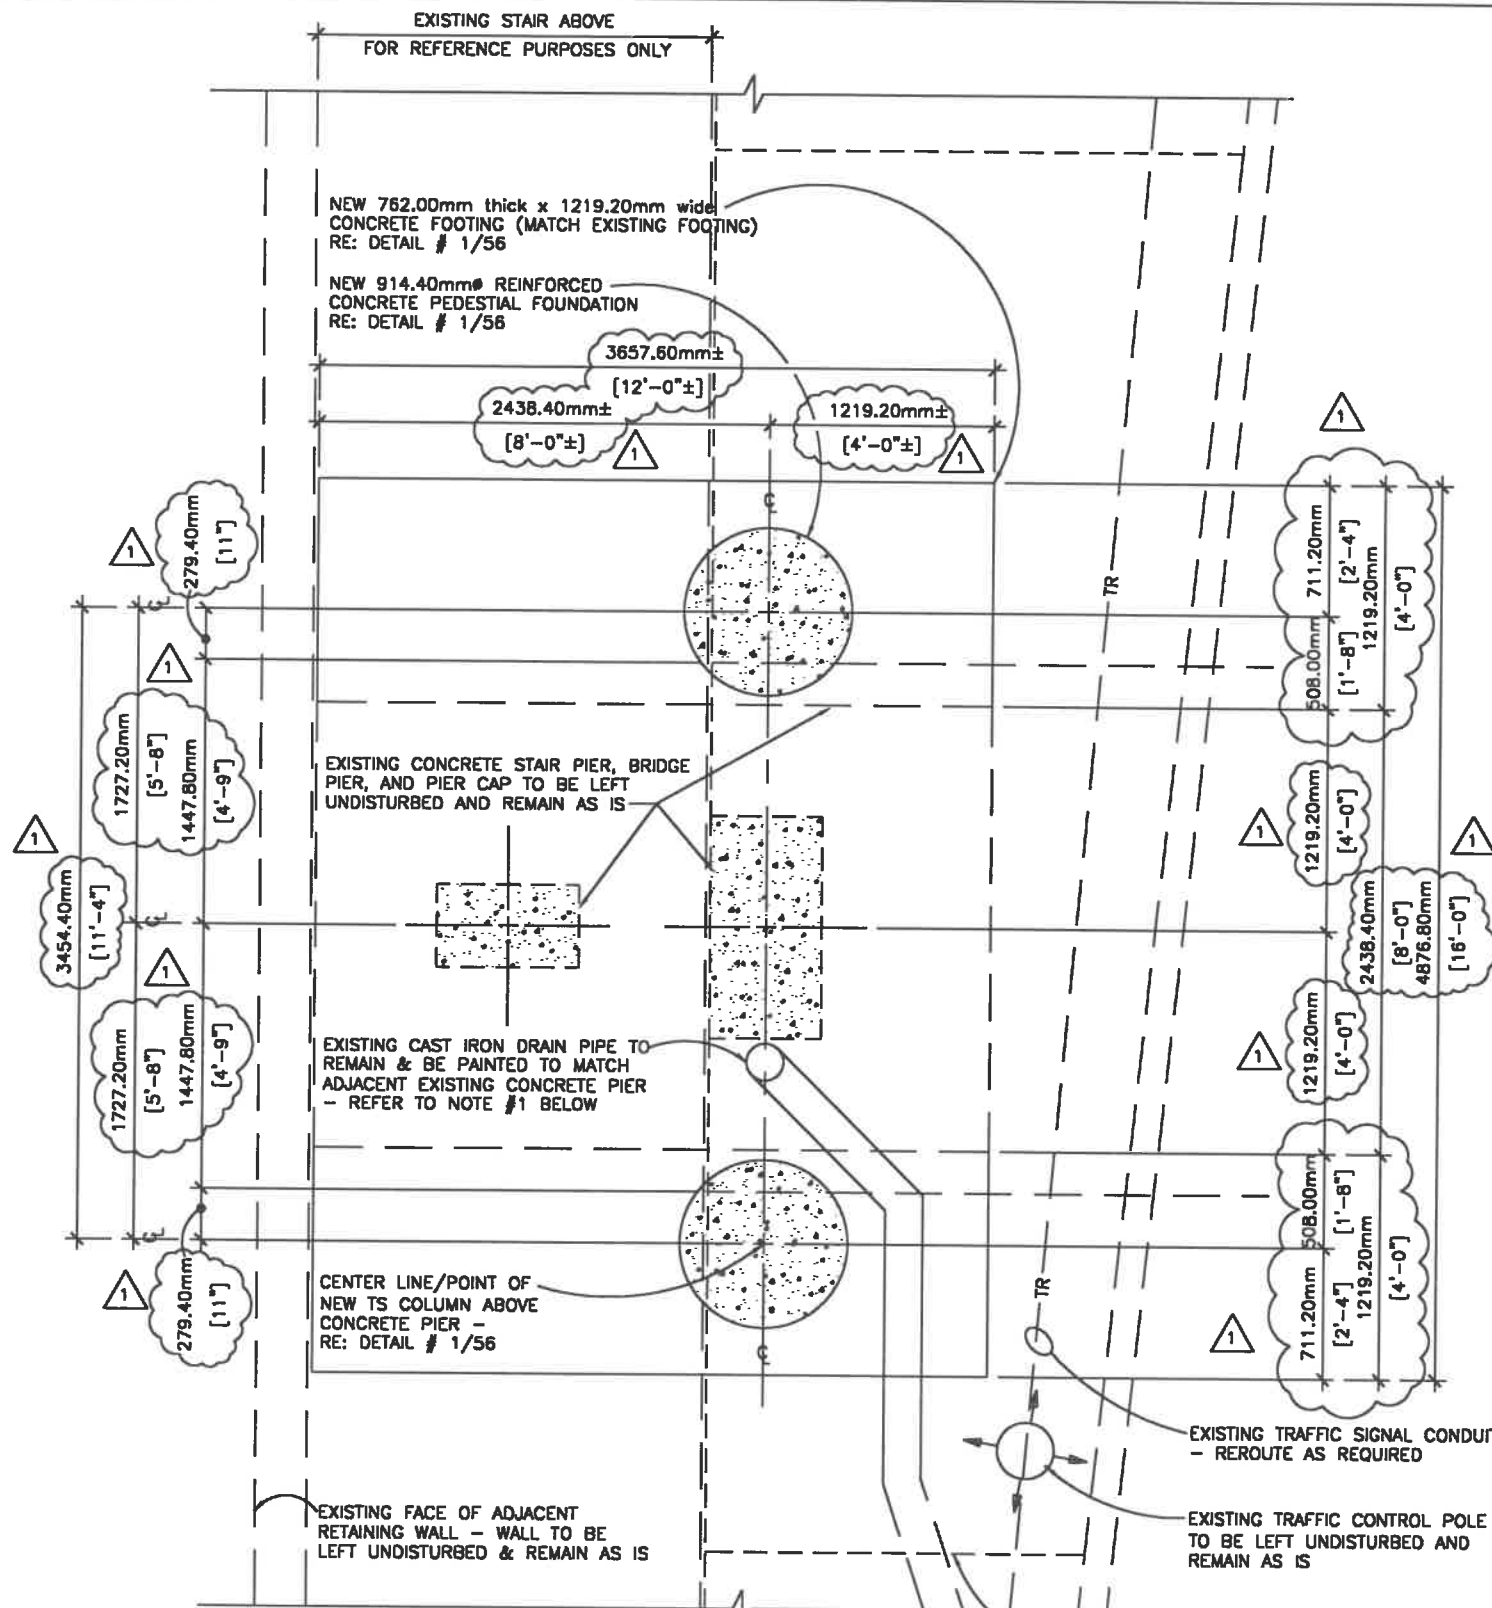 EXISTING STAIR ABOVE
FOR REFERENCE PURPOSES ONLY
NEW 762.00mm thick x 1219.20mm wide
CONCRETE FOOTING (MATCH EXISTING FOOTING)
RE: DETAIL # 1/56
NEW 914.40mmø REINFORCED
CONCRETE PEDESTIAL FOUNDATION
RE: DETAIL # 1/56
3657.60mm±
[12'-0"±]
2438.40mm±
[8'-0"±]
1
1219.20mm±
[4'-0"±]
1
1
℄
1
279.40mm
[11"]
711.20mm
[2'-4"]
1219.20mm
[4'-0"]
508.00mm
[1'-8"]
TR
℄
1
1727.20mm
[5'-8"]
1447.80mm
[4'-9"]
EXISTING CONCRETE STAIR PIER, BRIDGE
PIER, AND PIER CAP TO BE LEFT
UNDISTURBED AND REMAIN AS IS
1
3454.40mm
[11'-4"]
℄
1
1219.20mm
[4'-0"]
1
2438.40mm
[8'-0"]
4876.80mm
[16'-0"]
1
1727.20mm
[5'-8"]
1447.80mm
[4'-9"]
EXISTING CAST IRON DRAIN PIPE TO
REMAIN & BE PAINTED TO MATCH
ADJACENT EXISTING CONCRETE PIER
- REFER TO NOTE #1 BELOW
1
1219.20mm
[4'-0"]
℄
1
279.40mm
[11"]
CENTER LINE/POINT OF
NEW TS COLUMN ABOVE
CONCRETE PIER -
RE: DETAIL # 1/56
℄
TR
1
508.00mm
[1'-8"]
711.20mm
[2'-4"]
1219.20mm
[4'-0"]
EXISTING TRAFFIC SIGNAL CONDUIT
- REROUTE AS REQUIRED
EXISTING FACE OF ADJACENT
RETAINING WALL - WALL TO BE
LEFT UNDISTURBED & REMAIN AS IS
EXISTING TRAFFIC CONTROL POLE
TO BE LEFT UNDISTURBED AND
REMAIN AS IS